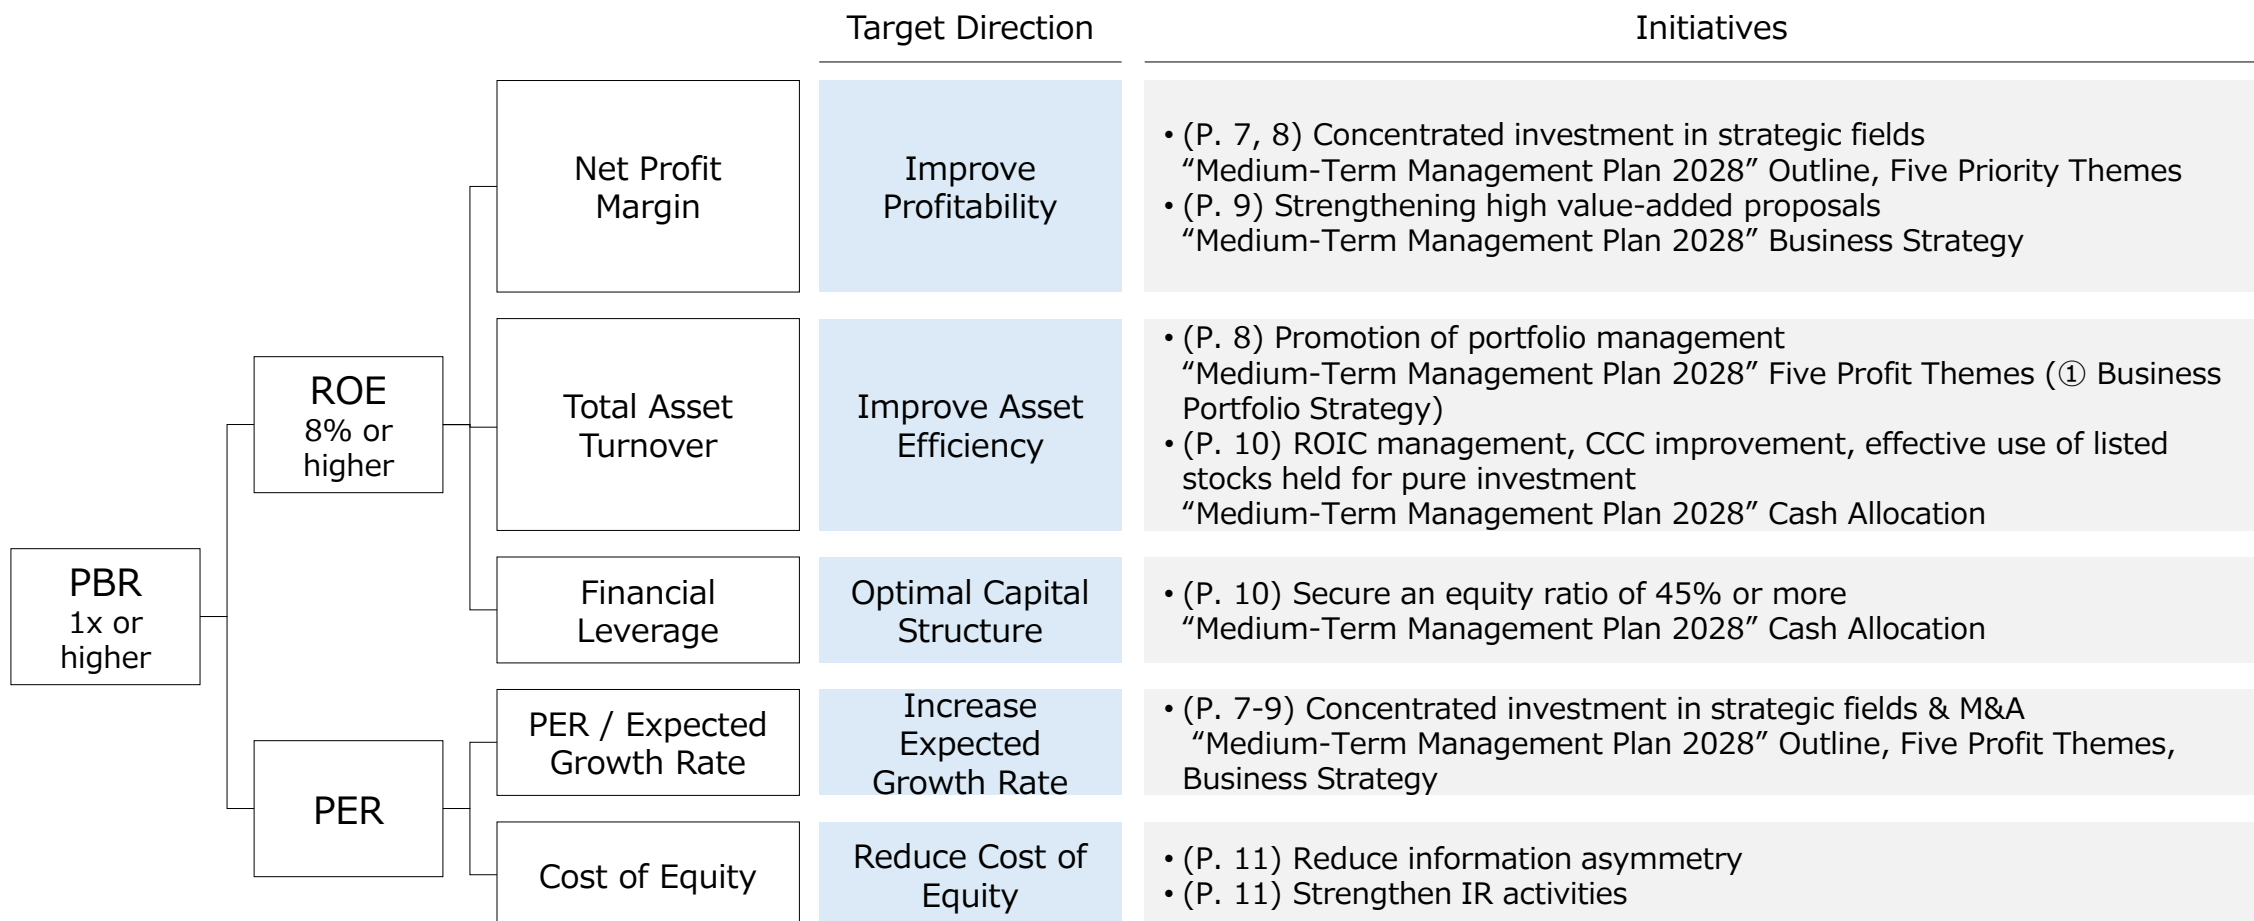 Target Direction
Initiatives
PBR
1x or
higher
ROE
8% or
higher
PER
Net Profit
Margin
Improve
Profitability
• (P. 7, 8) Concentrated investment in strategic fields
“Medium-Term Management Plan 2028” Outline, Five Priority Themes
• (P. 9) Strengthening high value-added proposals
“Medium-Term Management Plan 2028” Business Strategy
Total Asset
Turnover
Improve Asset
Efficiency
• (P. 8) Promotion of portfolio management
“Medium-Term Management Plan 2028” Five Profit Themes (① Business
Portfolio Strategy)
• (P. 10) ROIC management, CCC improvement, effective use of listed
stocks held for pure investment
“Medium-Term Management Plan 2028” Cash Allocation
Financial
Leverage
Optimal Capital
Structure
• (P. 10) Secure an equity ratio of 45% or more
“Medium-Term Management Plan 2028” Cash Allocation
PER / Expected
Growth Rate
Increase
Expected
Growth Rate
• (P. 7-9) Concentrated investment in strategic fields & M&A
“Medium-Term Management Plan 2028” Outline, Five Profit Themes,
Business Strategy
Cost of Equity
Reduce Cost of
Equity
• (P. 11) Reduce information asymmetry
• (P. 11) Strengthen IR activities